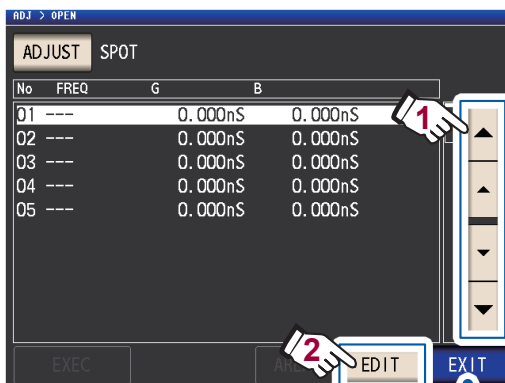 ADJ > OPEN
ADJUST SPOT
No FREQ G B
01 --- 0.000nS 0.000nS
1
02 --- 0.000nS 0.000nS
03 --- 0.000nS 0.000nS
04 --- 0.000nS 0.000nS
05 --- 0.000nS 0.000nS
2
EXEC EDIT EXIT